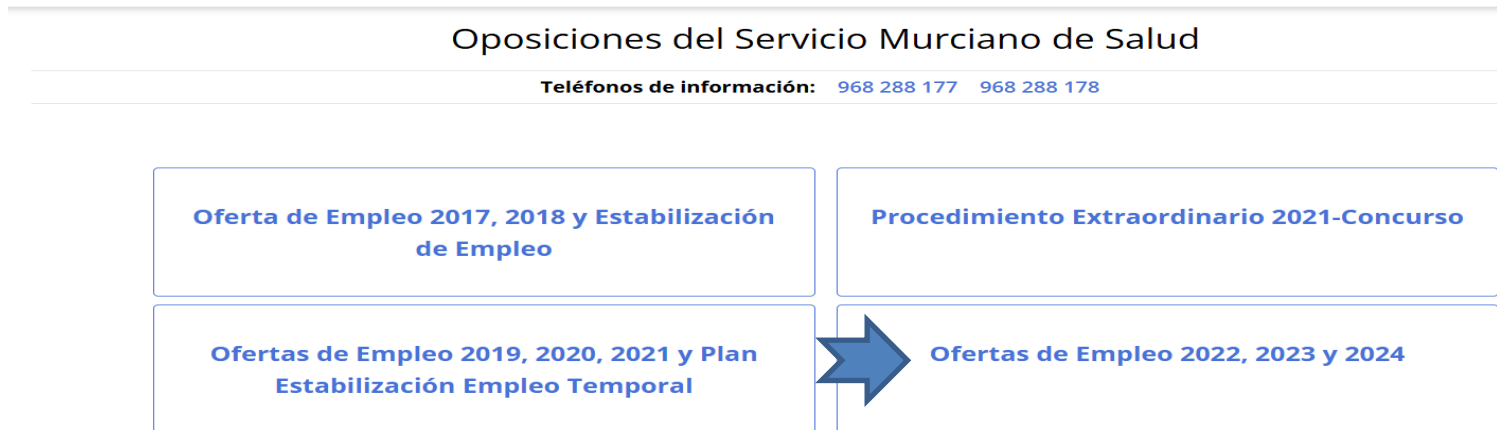 Oposiciones del Servicio Murciano de Salud
Teléfonos de información: 968 288 177 968 288 178
Oferta de Empleo 2017, 2018 y Estabilización
de Empleo
Procedimiento Extraordinario 2021-Concurso
Ofertas de Empleo 2019, 2020, 2021 y Plan
Estabilización Empleo Temporal
Ofertas de Empleo 2022, 2023 y 2024